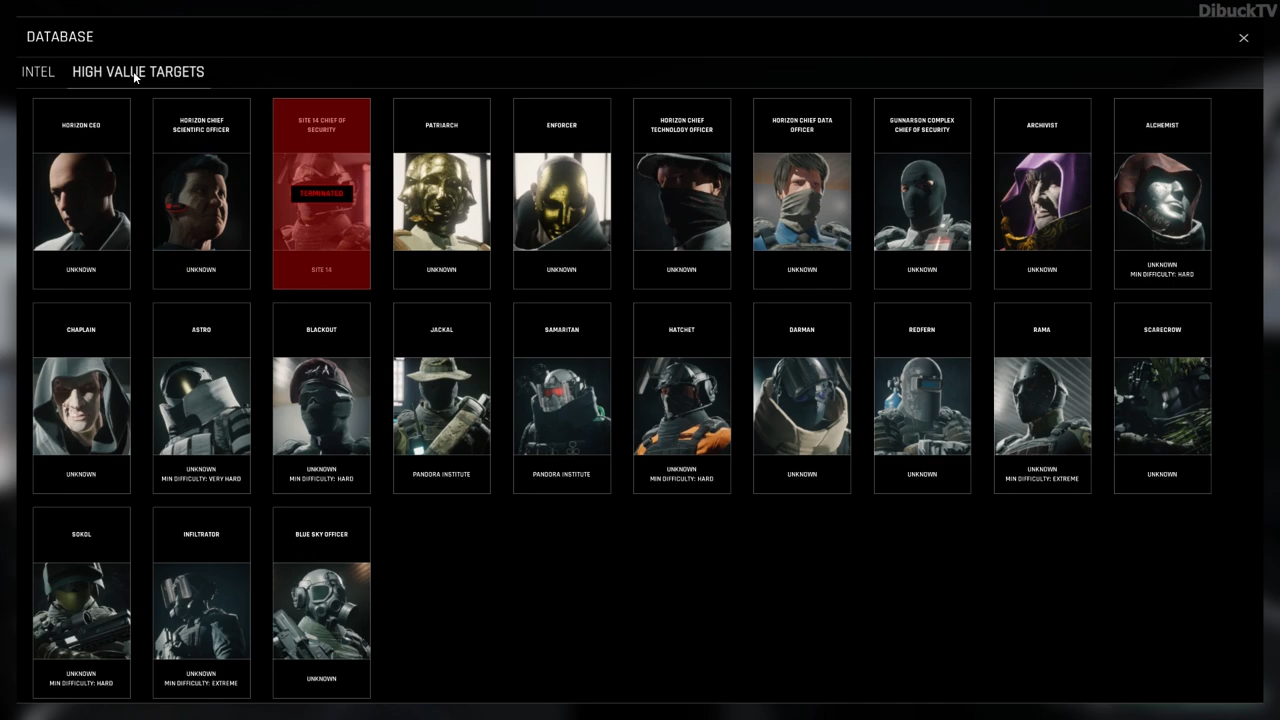 DibuckTV
DATABASE
INTEL
HIGH VALUE TARGETS
HORIZON CEO
UNKNOWN
HORIZON CHIEF
SCIENTIFIC OFFICER
UNKNOWN
SITE 14 CHIEF OF
SECURITY
TERMINATED
SITE 14
PATRIARCH
UNKNOWN
ENFORCER
UNKNOWN
HORIZON CHIEF
TECHNOLOGY OFFICER
UNKNOWN
HORIZON CHIEF DATA
OFFICER
UNKNOWN
GUNNARSON COMPLEX
CHIEF OF SECURITY
UNKNOWN
ARCHIVIST
UNKNOWN
ALCHEMIST
UNKNOWN
MIN DIFFICULTY: HARD
CHAPLAIN
UNKNOWN
ASTRO
UNKNOWN
MIN DIFFICULTY: VERY HARD
BLACKOUT
UNKNOWN
MIN DIFFICULTY: HARD
JACKAL
PANDORA INSTITUTE
SAMARITAN
PANDORA INSTITUTE
HATCHET
UNKNOWN
MIN DIFFICULTY: HARD
DARMAN
UNKNOWN
REDFERN
UNKNOWN
RAMA
UNKNOWN
MIN DIFFICULTY: EXTREME
SCARECROW
UNKNOWN
SOKOL
UNKNOWN
MIN DIFFICULTY: HARD
INFILTRATOR
UNKNOWN
MIN DIFFICULTY: EXTREME
BLUE SKY OFFICER
UNKNOWN